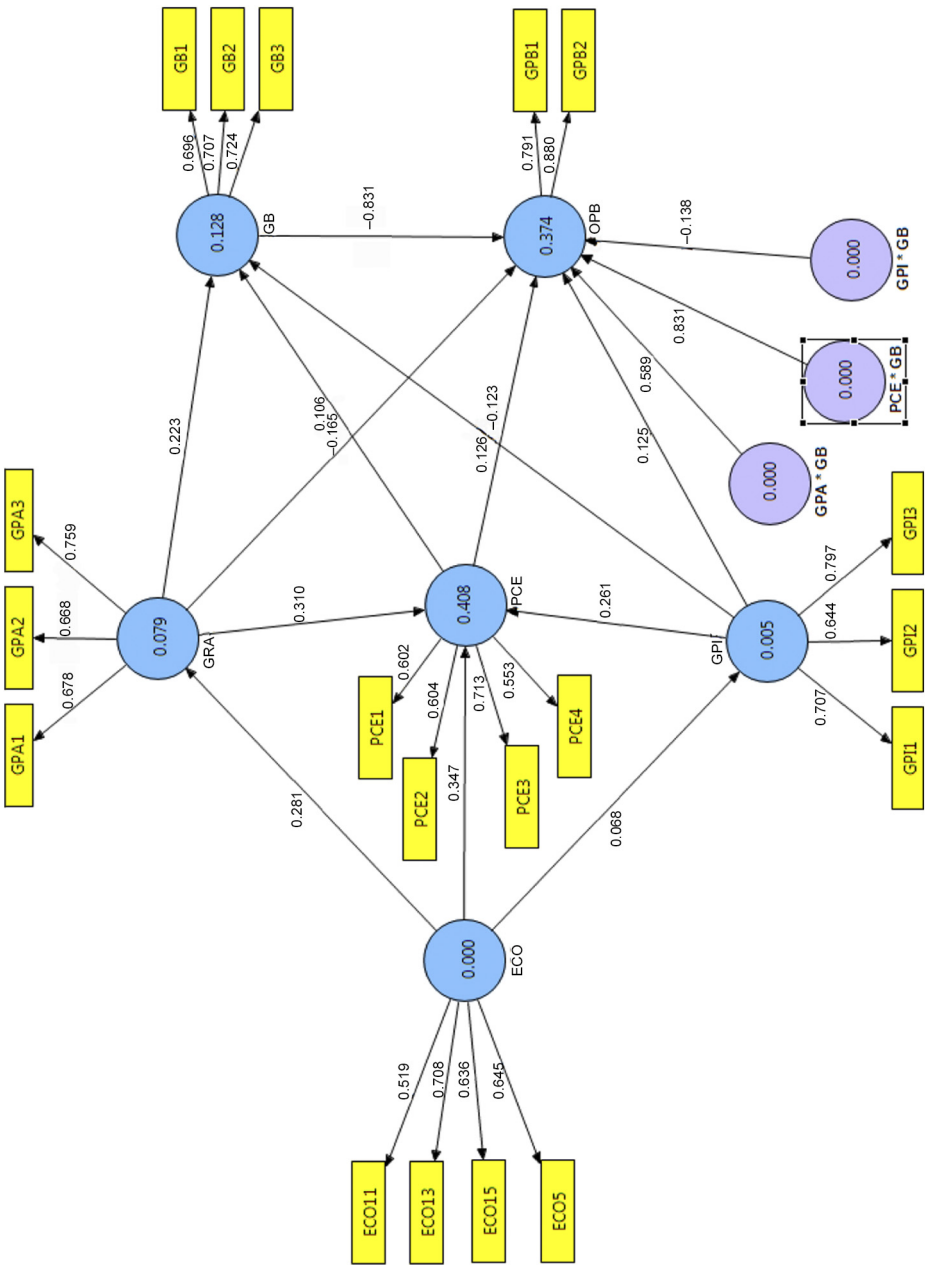 GPA1
GPA2
GPA3
0.678
0.668
0.759
0.079
GRA
0.223
0.281
0.310
GB1
GB2
GB3
0.696
0.707
0.724
0.128
GB
−0.831
0.106
−0.165
PCE1
PCE2
PCE3
PCE4
0.602
0.604
0.713
0.553
0.408
PCE
0.347
0.126
−0.123
0.261
ECO11
ECO13
ECO15
ECO5
0.519
0.708
0.636
0.645
0.000
ECO
0.068
GPB1
GPB2
0.791
0.880
0.374
OPB
0.125
0.589
0.831
−0.138
GPI
0.005
0.707
0.644
0.797
GPI1
GPI2
GPI3
0.000
GPA * GB
0.000
PCE * GB
0.000
GPI * GB